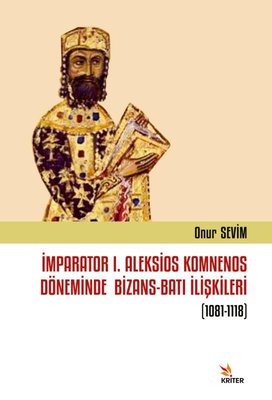 Onur SEVİM
İMPARATOR I. ALEKSİOS KOMNENOS
DÖNEMİNDE BİZANS-BATI İLİŞKİLERİ
(1081-1118)
KRİTER